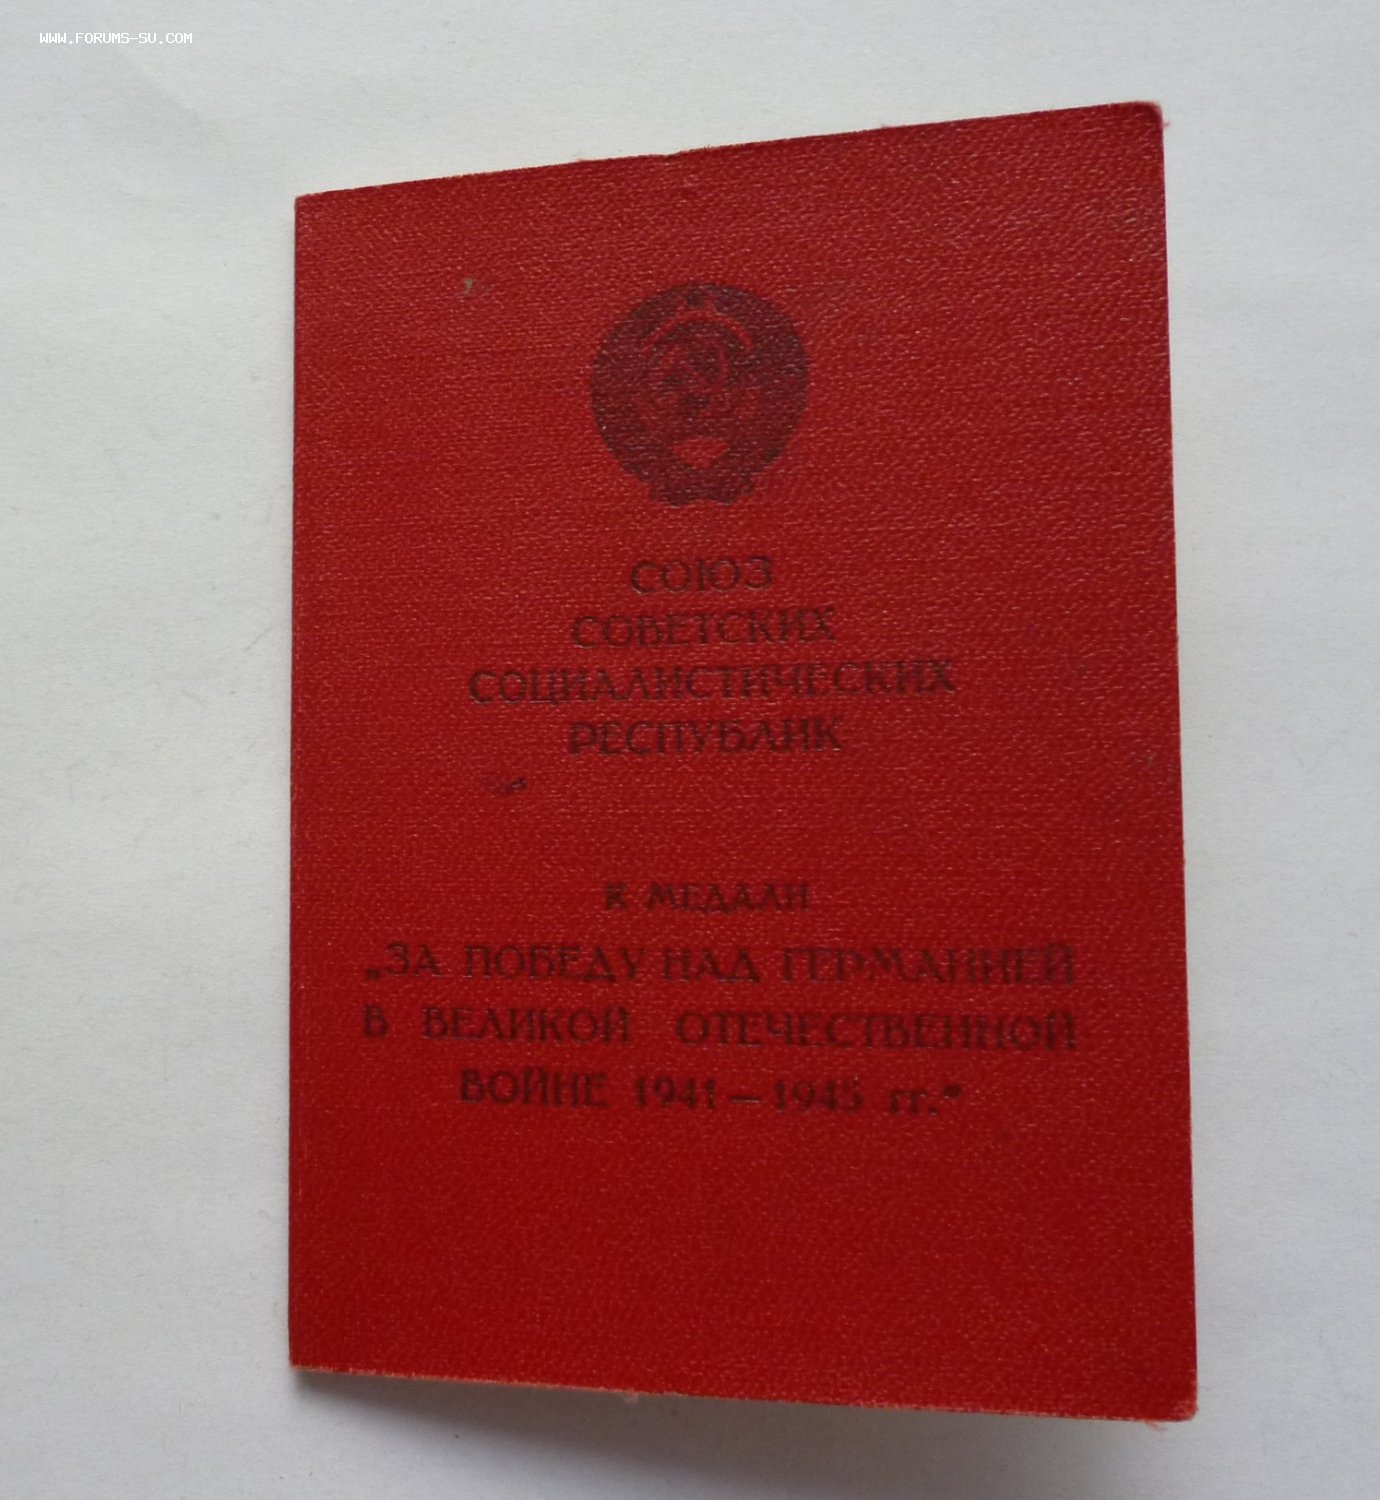 WWW.FORUMS-SU.COM
СОЮЗ
СОВЕТСКИХ
СОЦИАЛИСТИЧЕСКИХ
РЕСПУБЛИК
К МЕДАЛИ
„ЗА ПОБЕДУ НАД ГЕРМАНИЕЙ
В ВЕЛИКОЙ ОТЕЧЕСТВЕННОЙ
ВОЙНЕ 1941—1945 гг.“